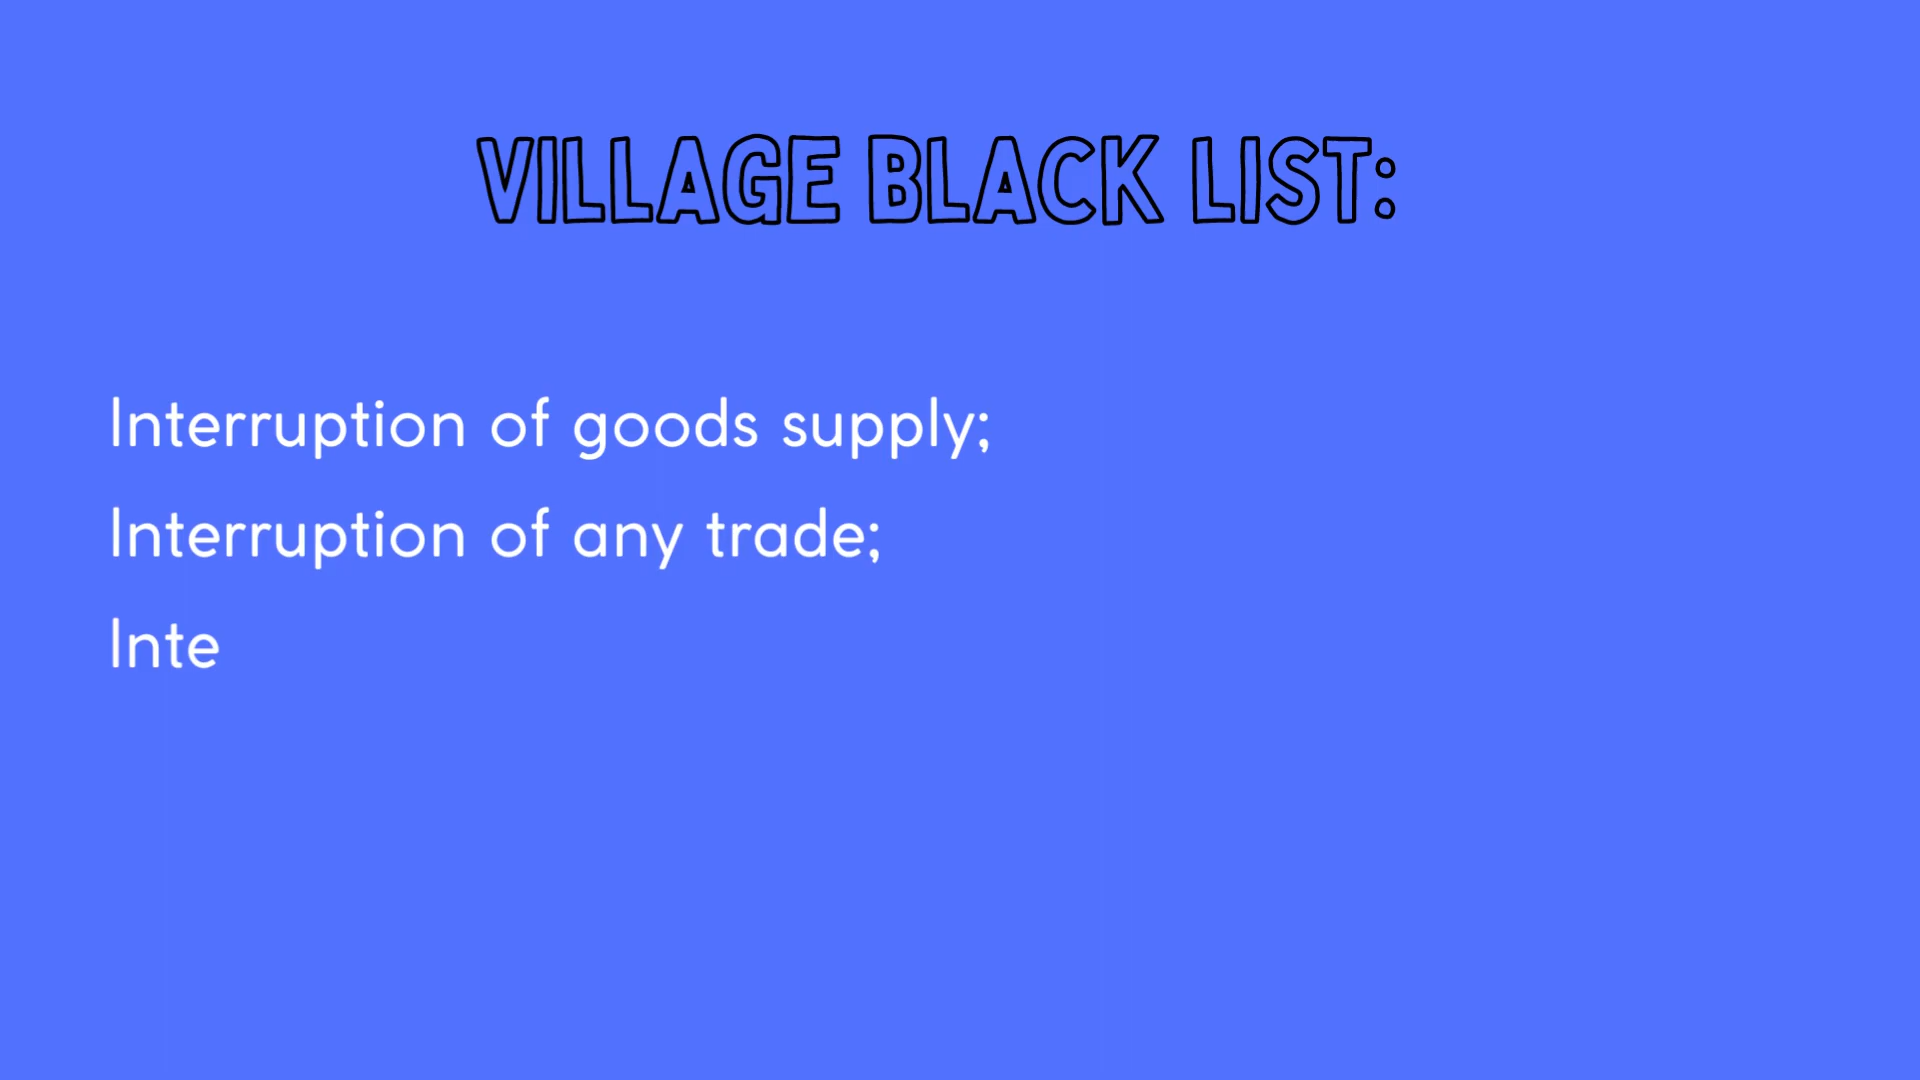 VILLAGE BLACK LIST:
Interruption of goods supply;
Interruption of any trade;
Inte